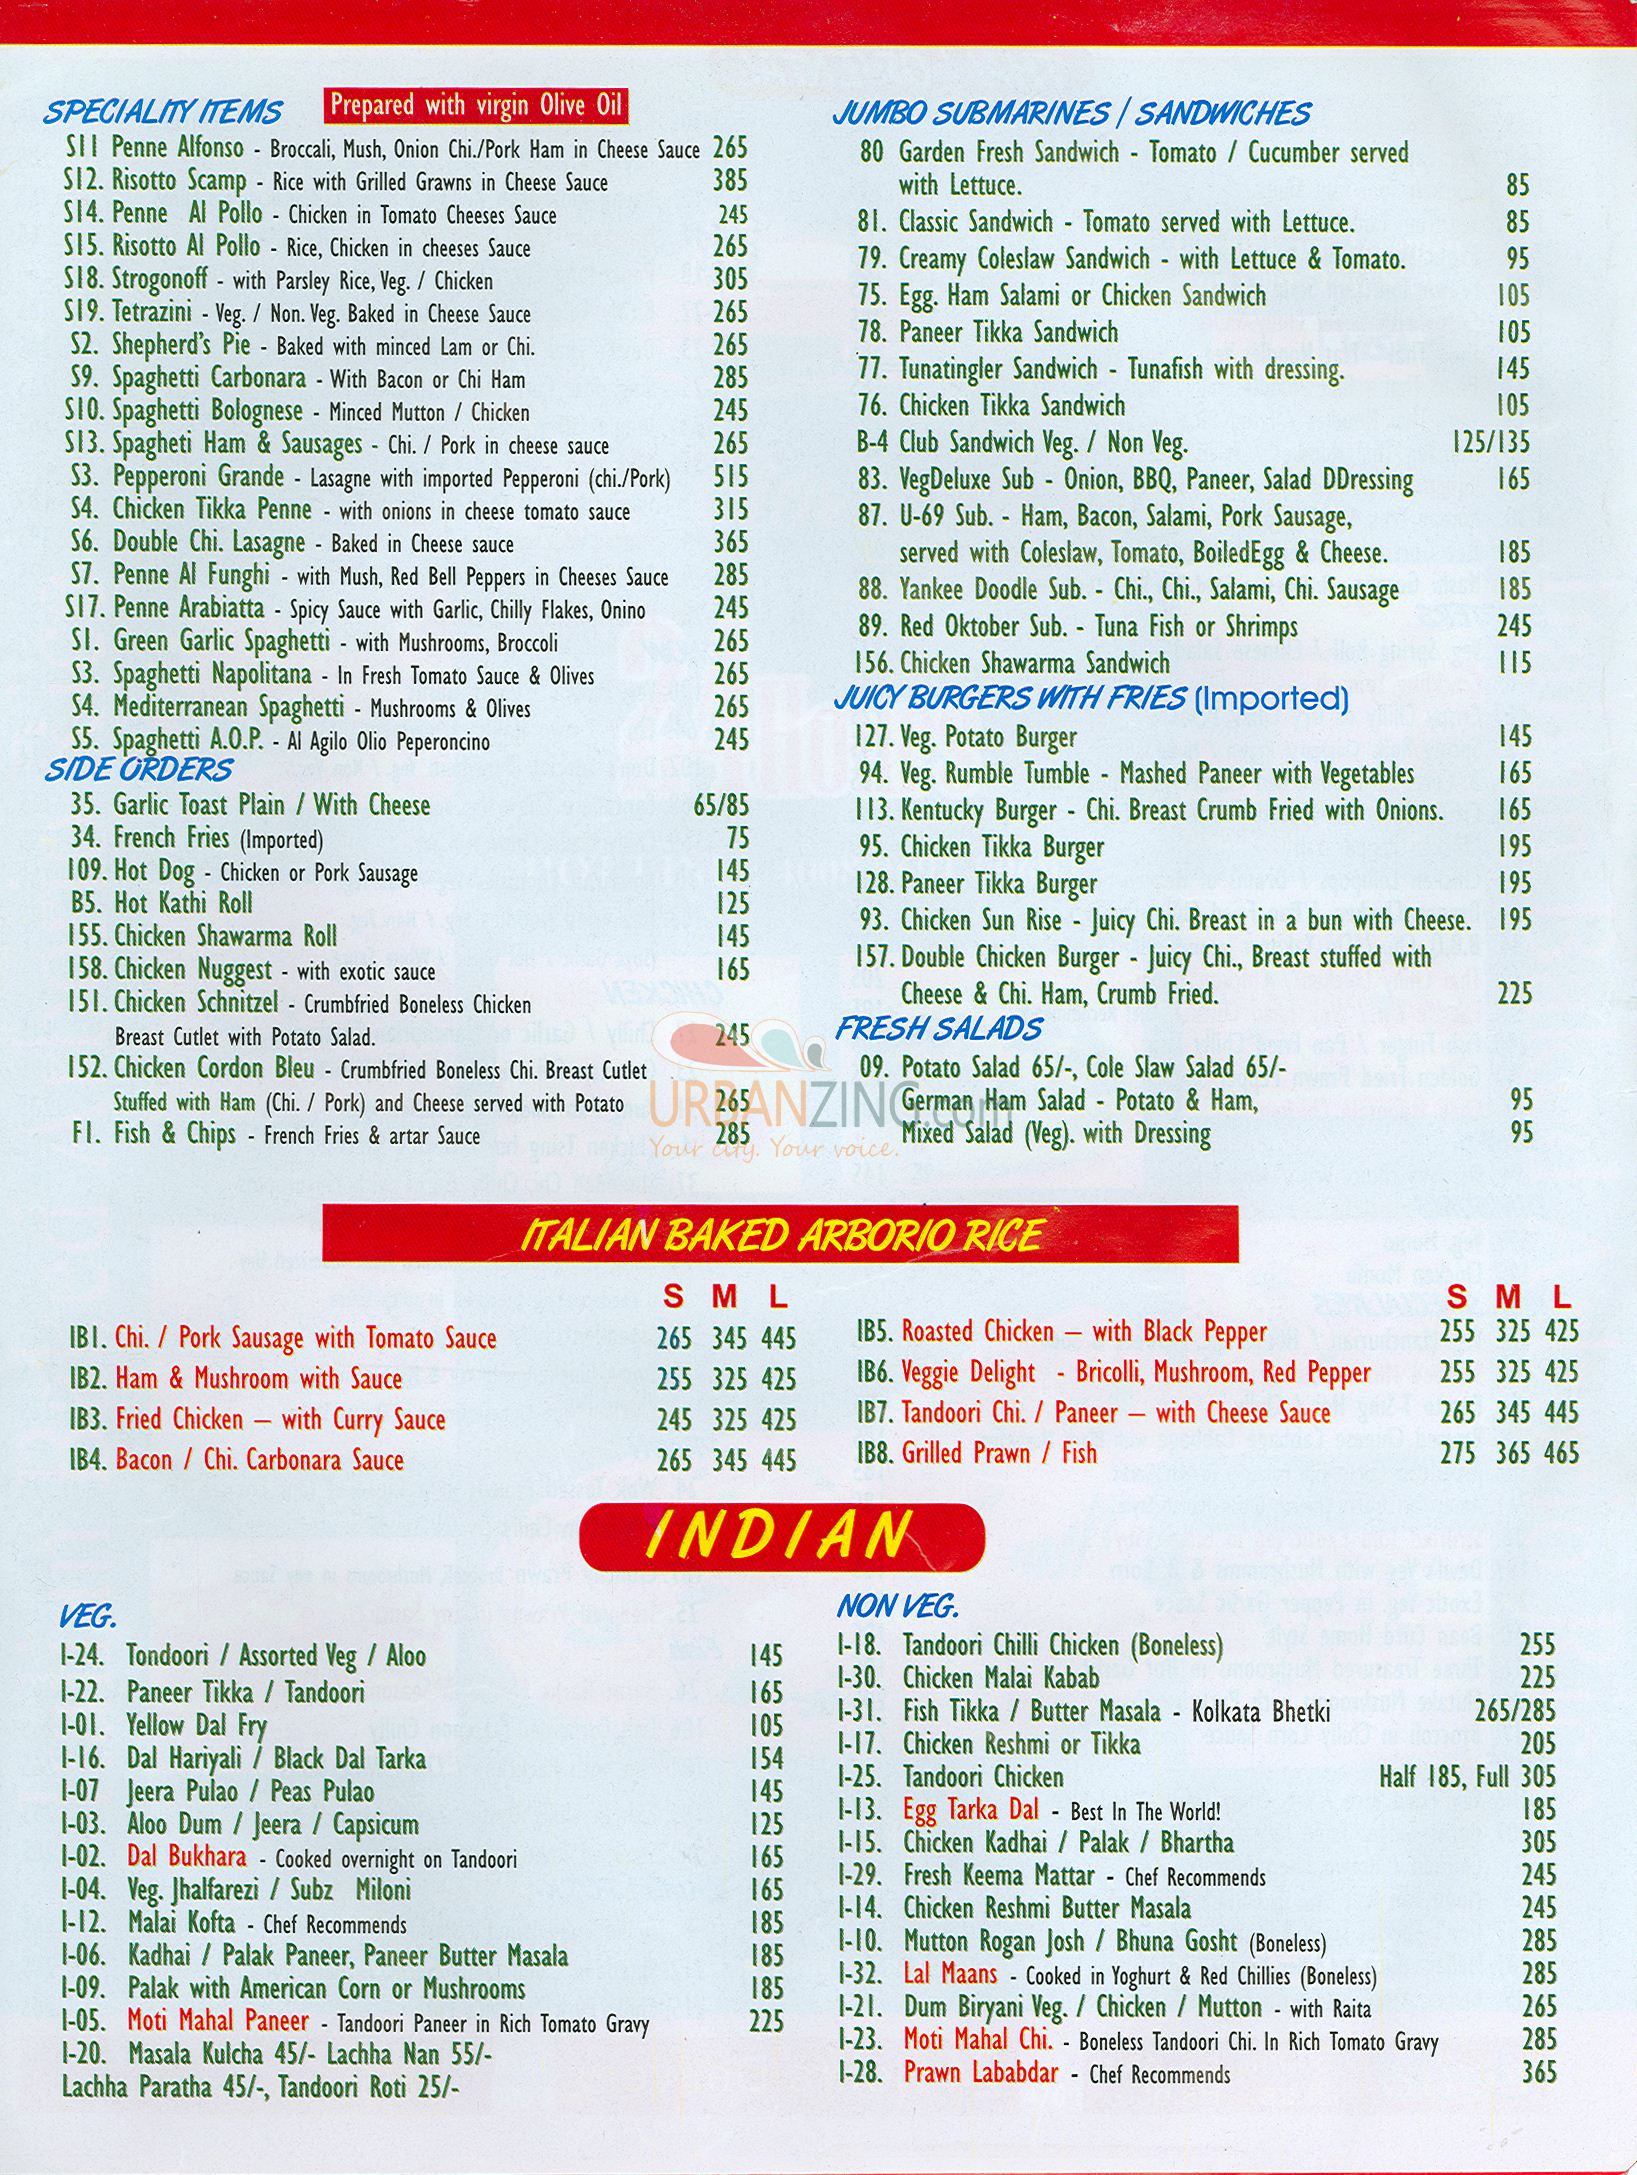 SPECIALITY ITEMS
Prepared with virgin Olive Oil
S11 Penne Alfonso - Broccali, Mush, Onion Chi./Pork Ham in Cheese Sauce 265
S12. Risotto Scamp - Rice with Grilled Grawns in Cheese Sauce 385
S14. Penne Al Pollo - Chicken in Tomato Cheeses Sauce 245
S15. Risotto Al Pollo - Rice, Chicken in cheeses Sauce 265
S18. Strogonoff - with Parsley Rice, Veg. / Chicken 305
S19. Tetrazini - Veg. / Non. Veg. Baked in Cheese Sauce 265
S2. Shepherd's Pie - Baked with minced Lam or Chi. 265
S9. Spaghetti Carbonara - With Bacon or Chi Ham 285
S10. Spaghetti Bolognese - Minced Mutton / Chicken 245
S13. Spagheti Ham & Sausages - Chi. / Pork in cheese sauce 265
S3. Pepperoni Grande - Lasagne with imported Pepperoni (chi./Pork) 515
S4. Chicken Tikka Penne - with onions in cheese tomato sauce 315
S6. Double Chi. Lasagne - Baked in Cheese sauce 365
S7. Penne Al Funghi - with Mush, Red Bell Peppers in Cheeses Sauce 285
S17. Penne Arabiatta - Spicy Sauce with Garlic, Chilly Flakes, Onino 245
S1. Green Garlic Spaghetti - with Mushrooms, Broccoli 265
S3. Spaghetti Napolitana - In Fresh Tomato Sauce & Olives 265
S4. Mediterranean Spaghetti - Mushrooms & Olives 265
S5. Spaghetti A.O.P. - Al Agilo Olio Peperoncino 245
SIDE ORDERS
35. Garlic Toast Plain / With Cheese 65/85
34. French Fries (Imported) 75
109. Hot Dog - Chicken or Pork Sausage 145
B5. Hot Kathi Roll 125
155. Chicken Shawarma Roll 145
158. Chicken Nuggest - with exotic sauce 165
151. Chicken Schnitzel - Crumbfried Boneless Chicken
Breast Cutlet with Potato Salad. 245
152. Chicken Cordon Bleu - Crumbfried Boneless Chi. Breast Cutlet
Stuffed with Ham (Chi. / Pork) and Cheese served with Potato 265
F1. Fish & Chips - French Fries & artar Sauce 285
JUMBO SUBMARINES / SANDWICHES
80 Garden Fresh Sandwich - Tomato / Cucumber served
with Lettuce. 85
81. Classic Sandwich - Tomato served with Lettuce. 85
79. Creamy Coleslaw Sandwich - with Lettuce & Tomato. 95
75. Egg. Ham Salami or Chicken Sandwich 105
78. Paneer Tikka Sandwich 105
77. Tunatingler Sandwich - Tunafish with dressing. 145
76. Chicken Tikka Sandwich 105
B-4 Club Sandwich Veg. / Non Veg. 125/135
83. VegDeluxe Sub - Onion, BBQ, Paneer, Salad DDressing 165
87. U-69 Sub. - Ham, Bacon, Salami, Pork Sausage,
served with Coleslaw, Tomato, BoiledEgg & Cheese. 185
88. Yankee Doodle Sub. - Chi., Chi., Salami, Chi. Sausage 185
89. Red Oktober Sub. - Tuna Fish or Shrimps 245
156. Chicken Shawarma Sandwich 115
JUICY BURGERS WITH FRIES (Imported)
127. Veg. Potato Burger 145
94. Veg. Rumble Tumble - Mashed Paneer with Vegetables 165
113. Kentucky Burger - Chi. Breast Crumb Fried with Onions. 165
95. Chicken Tikka Burger 195
128. Paneer Tikka Burger 195
93. Chicken Sun Rise - Juicy Chi. Breast in a bun with Cheese. 195
157. Double Chicken Burger - Juicy Chi., Breast stuffed with
Cheese & Chi. Ham, Crumb Fried. 225
FRESH SALADS
09. Potato Salad 65/-, Cole Slaw Salad 65/-
German Ham Salad - Potato & Ham, 95
Mixed Salad (Veg). with Dressing 95
URBANZING.com
Your city. Your voice.
ITALIAN BAKED ARBORIO RICE
S M L
IB1. Chi. / Pork Sausage with Tomato Sauce 265 345 445
IB2. Ham & Mushroom with Sauce 255 325 425
IB3. Fried Chicken – with Curry Sauce 245 325 425
IB4. Bacon / Chi. Carbonara Sauce 265 345 445
S M L
IB5. Roasted Chicken – with Black Pepper 255 325 425
IB6. Veggie Delight - Bricolli, Mushroom, Red Pepper 255 325 425
IB7. Tandoori Chi. / Paneer – with Cheese Sauce 265 345 445
IB8. Grilled Prawn / Fish 275 365 465
INDIAN
VEG.
I-24. Tondoori / Assorted Veg / Aloo 145
I-22. Paneer Tikka / Tandoori 165
I-01. Yellow Dal Fry 105
I-16. Dal Hariyali / Black Dal Tarka 154
I-07 Jeera Pulao / Peas Pulao 145
I-03. Aloo Dum / Jeera / Capsicum 125
I-02. Dal Bukhara - Cooked overnight on Tandoori 165
I-04. Veg. Jhalfarezi / Subz Miloni 165
I-12. Malai Kofta - Chef Recommends 185
I-06. Kadhai / Palak Paneer, Paneer Butter Masala 185
I-09. Palak with American Corn or Mushrooms 185
I-05. Moti Mahal Paneer - Tandoori Paneer in Rich Tomato Gravy 225
I-20. Masala Kulcha 45/- Lachha Nan 55/-
Lachha Paratha 45/-, Tandoori Roti 25/-
NON VEG.
I-18. Tandoori Chilli Chicken (Boneless) 255
I-30. Chicken Malai Kabab 225
I-31. Fish Tikka / Butter Masala - Kolkata Bhetki 265/285
I-17. Chicken Reshmi or Tikka 205
I-25. Tandoori Chicken Half 185, Full 305
I-13. Egg Tarka Dal - Best In The World! 185
I-15. Chicken Kadhai / Palak / Bhartha 305
I-29. Fresh Keema Mattar - Chef Recommends 245
I-14. Chicken Reshmi Butter Masala 245
I-10. Mutton Rogan Josh / Bhuna Gosht (Boneless) 285
I-32. Lal Maans - Cooked in Yoghurt & Red Chillies (Boneless) 285
I-21. Dum Biryani Veg. / Chicken / Mutton - with Raita 265
I-23. Moti Mahal Chi. - Boneless Tandoori Chi. In Rich Tomato Gravy 285
I-28. Prawn Lababdar - Chef Recommends 365